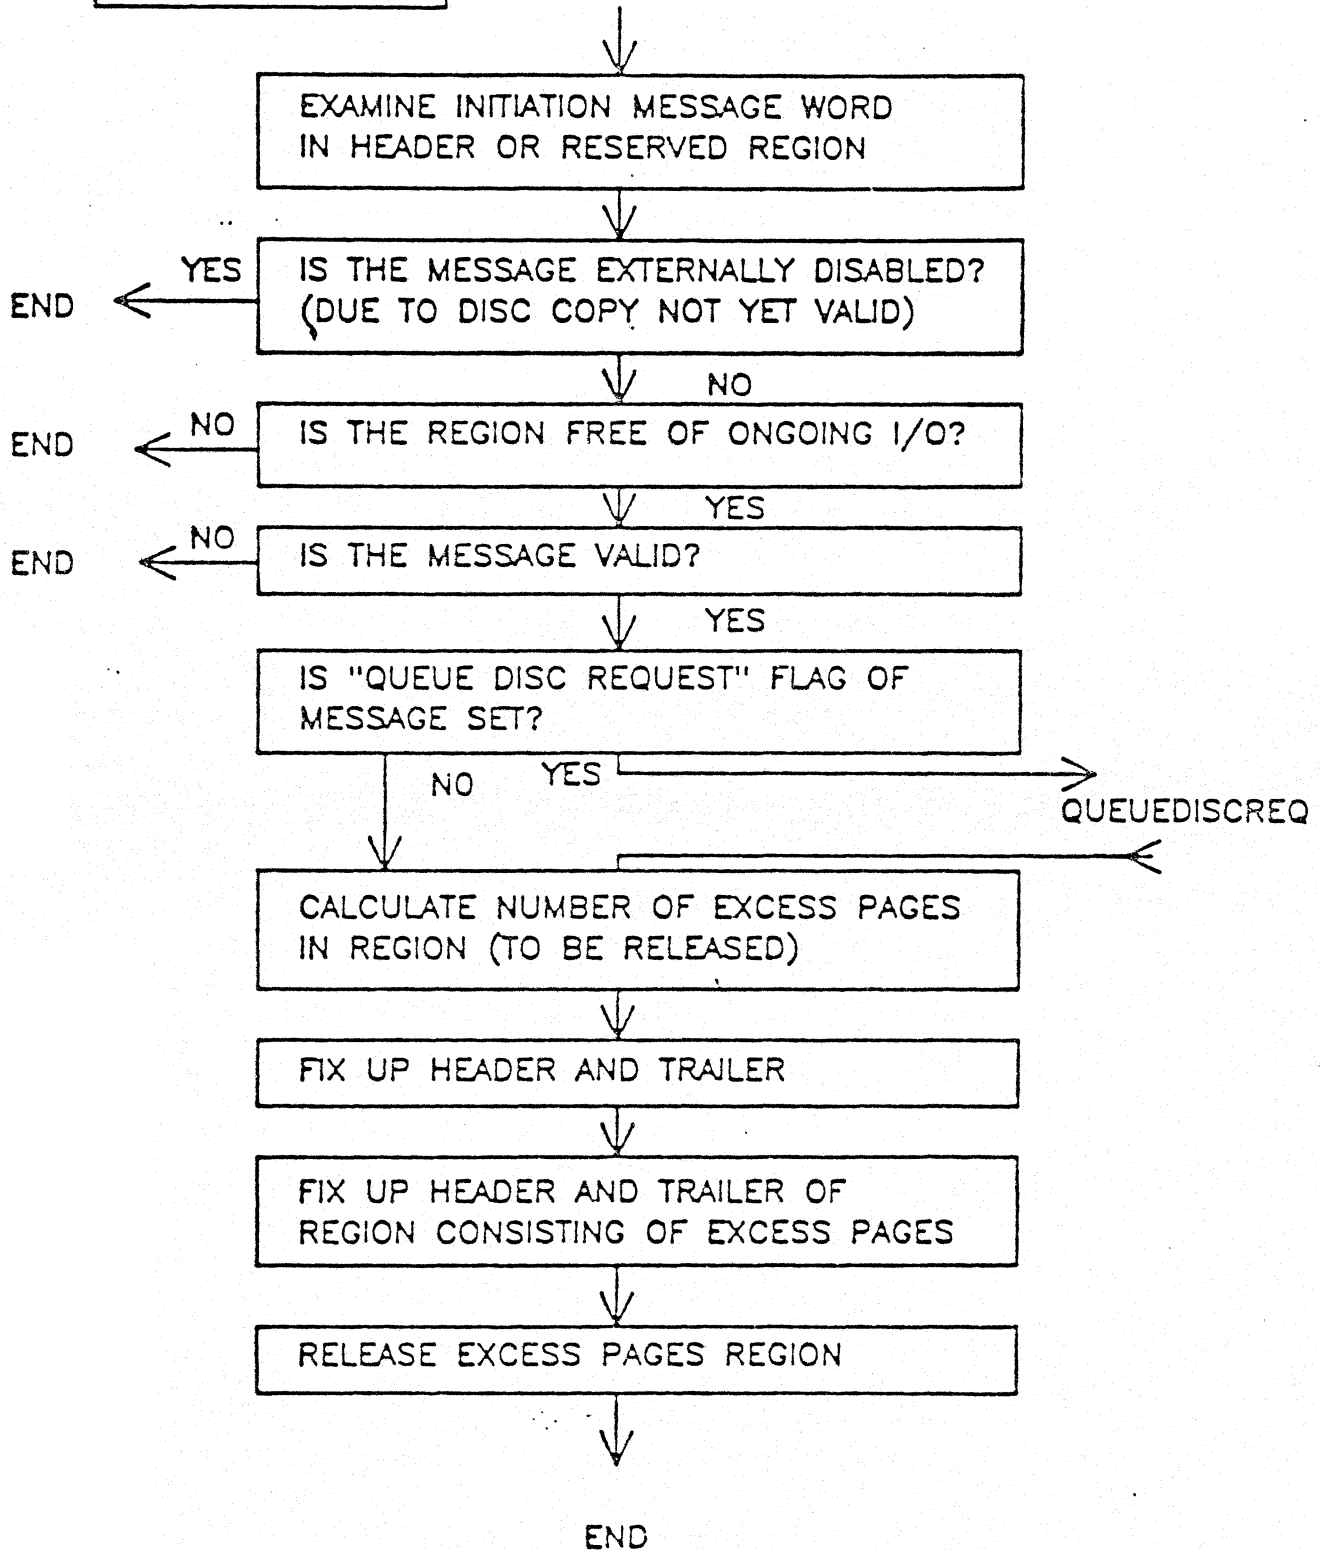 EXAMINE INITIATION MESSAGE WORD
IN HEADER OR RESERVED REGION
YES
IS THE MESSAGE EXTERNALLY DISABLED?
END
(DUE TO DISC COPY NOT YET VALID)
NO
NO
IS THE REGION FREE OF ONGOING I/O?
END
YES
NO
IS THE MESSAGE VALID?
END
YES
IS "QUEUE DISC REQUEST" FLAG OF
MESSAGE SET?
NO
YES
QUEUEDISCREQ
CALCULATE NUMBER OF EXCESS PAGES
IN REGION (TO BE RELEASED)
FIX UP HEADER AND TRAILER
FIX UP HEADER AND TRAILER OF
REGION CONSISTING OF EXCESS PAGES
RELEASE EXCESS PAGES REGION
END